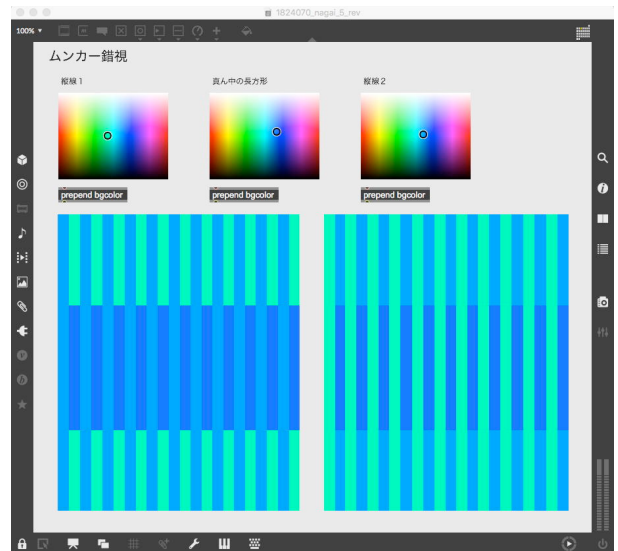 1824070_nagai_5_rev
100%
ムンカー錯視
縦線1
真ん中の長方形
縦線2
prepend bgcolor
prepend bgcolor
prepend bgcolor